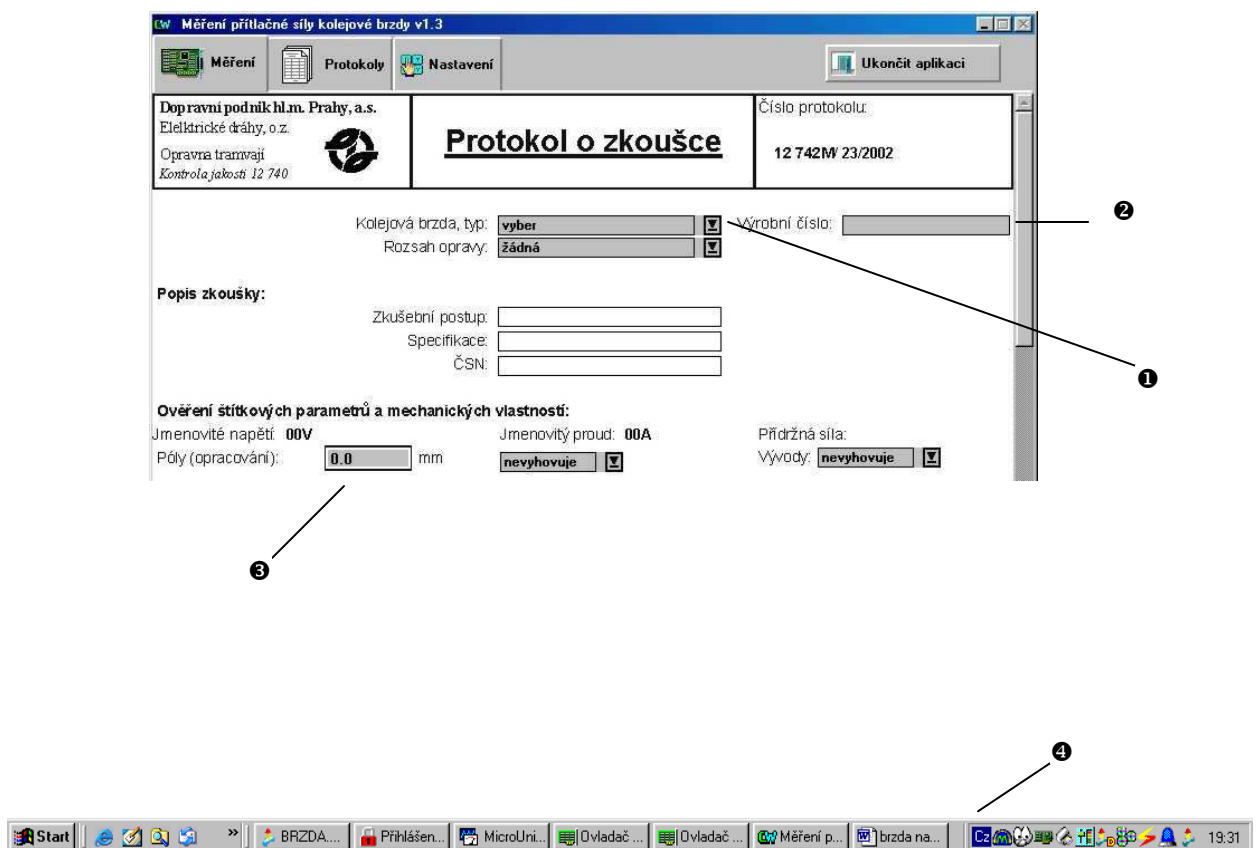 Měření přítlačné síly kolejové brzdy v1.3
Měření Protokoly Nastavení Ukončit aplikaci
Dopravní podnik hl.m. Prahy, a.s.
Elelktrické dráhy, o.z.
Opravna tramvají
Kontrola jakosti 12 740
Protokol o zkoušce
Číslo protokolu:
12 742M/ 23/2002
Kolejová brzda, typ: vyber Výrobní číslo:
Rozsah opravy: žádná
❷
Popis zkoušky:
Zkušební postup:
Specifikace:
ČSN:
❶
Ověření štítkových parametrů a mechanických vlastností:
Jmenovité napětí: 00V Jmenovitý proud: 00A Přídržná síla:
Póly (opracování): 0.0 mm nevyhovuje Vývody: nevyhovuje
❸
❹
Start » BRZDA.... Přihlášen... MicroUni... Ovladač ... Ovladač ... Měření p... brzda na... Cz 19:31